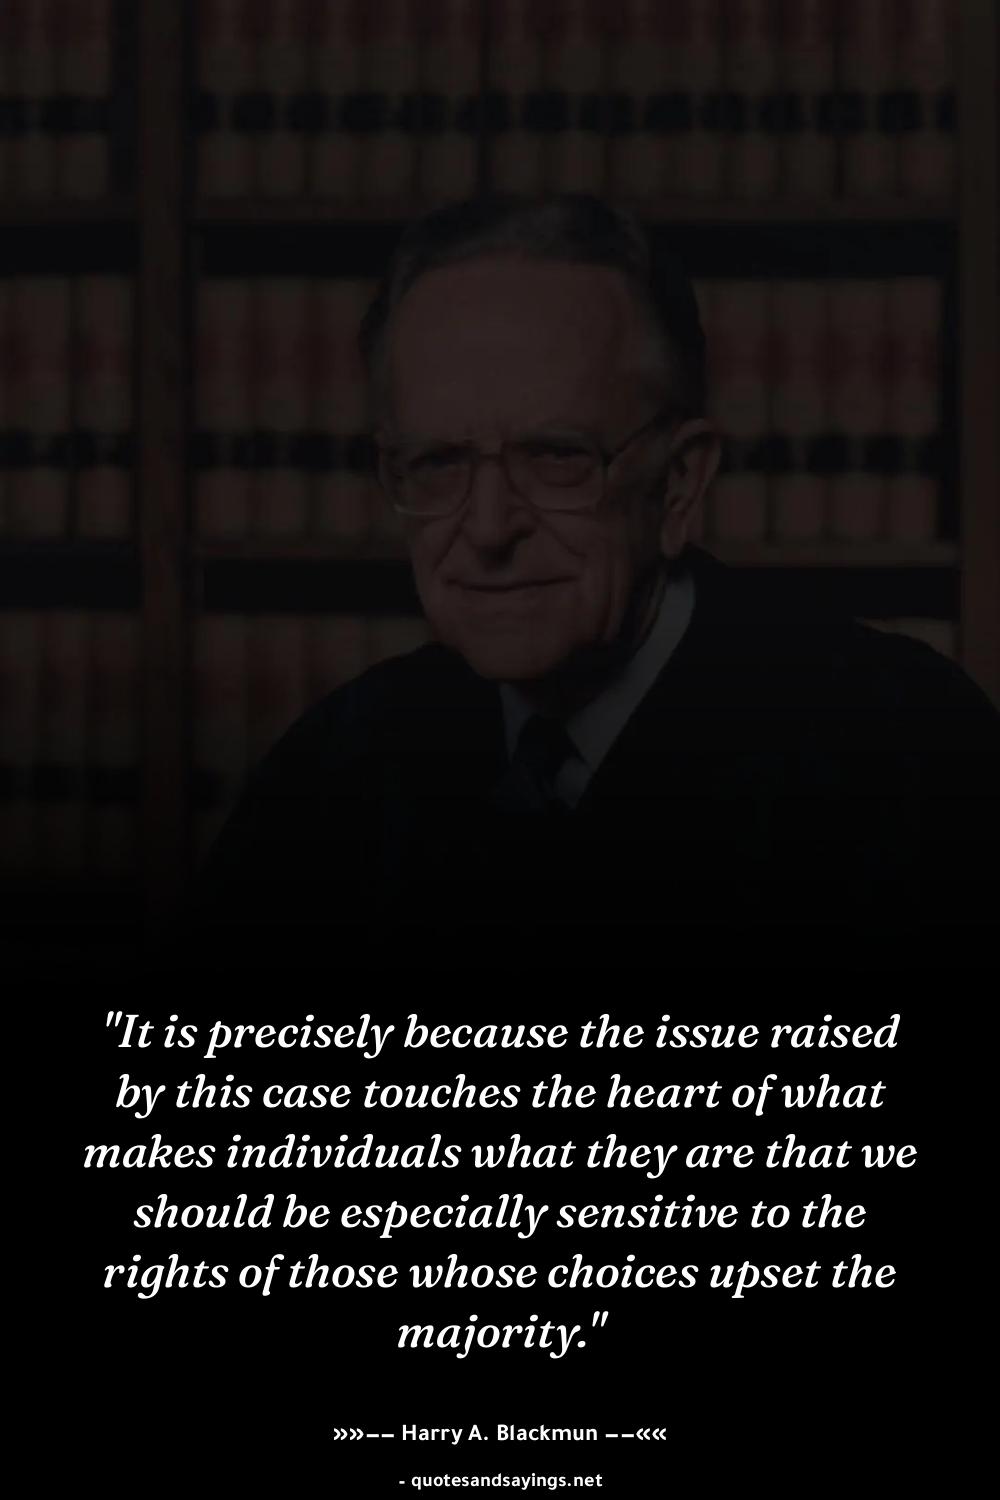 "It is precisely because the issue raised
by this case touches the heart of what
makes individuals what they are that we
should be especially sensitive to the
rights of those whose choices upset the
majority."
»»−− Harry A. Blackmun −−««
- quotesandsayings.net